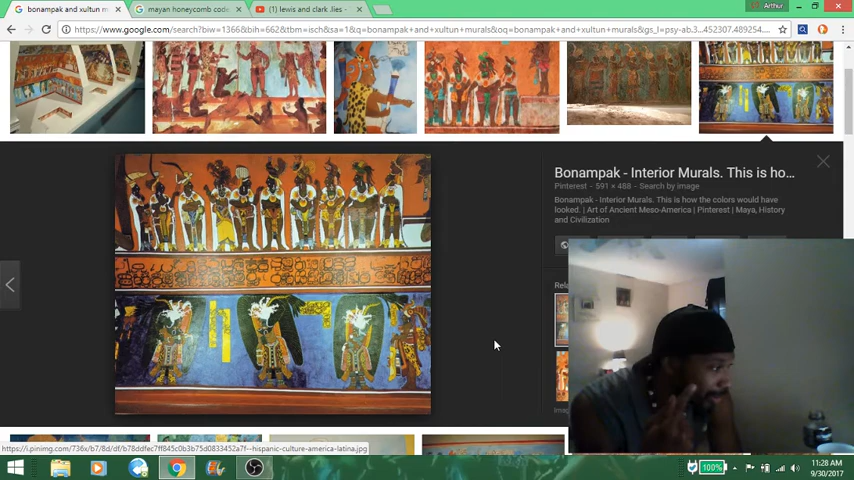 bonampak and xultun m
mayan honeycomb codi
(1) lewis and clark .lies -
Arthur
https://www.google.com/search?biw=1366&bih=662&tbm=isch&sa=1&q=bonampak+and+xultun+murals&oq=bonampak+and+xultun+murals&gs_l=psy-ab.3...452307.489254...
Bonampak - Interior Murals. This is ho...
Pinterest - 591 × 488 - Search by image
Bonampak - Interior Murals. This is how the colors would have
looked. | Art of Ancient Meso-America | Pinterest | Maya, History
and Civilization
Rela
https://i.pinimg.com/736x/b7/8d/df/b78ddfec7ff845c0b3b75d0833452a7f--hispanic-culture-america-latina.jpg
100%
11:28 AM
9/30/2017